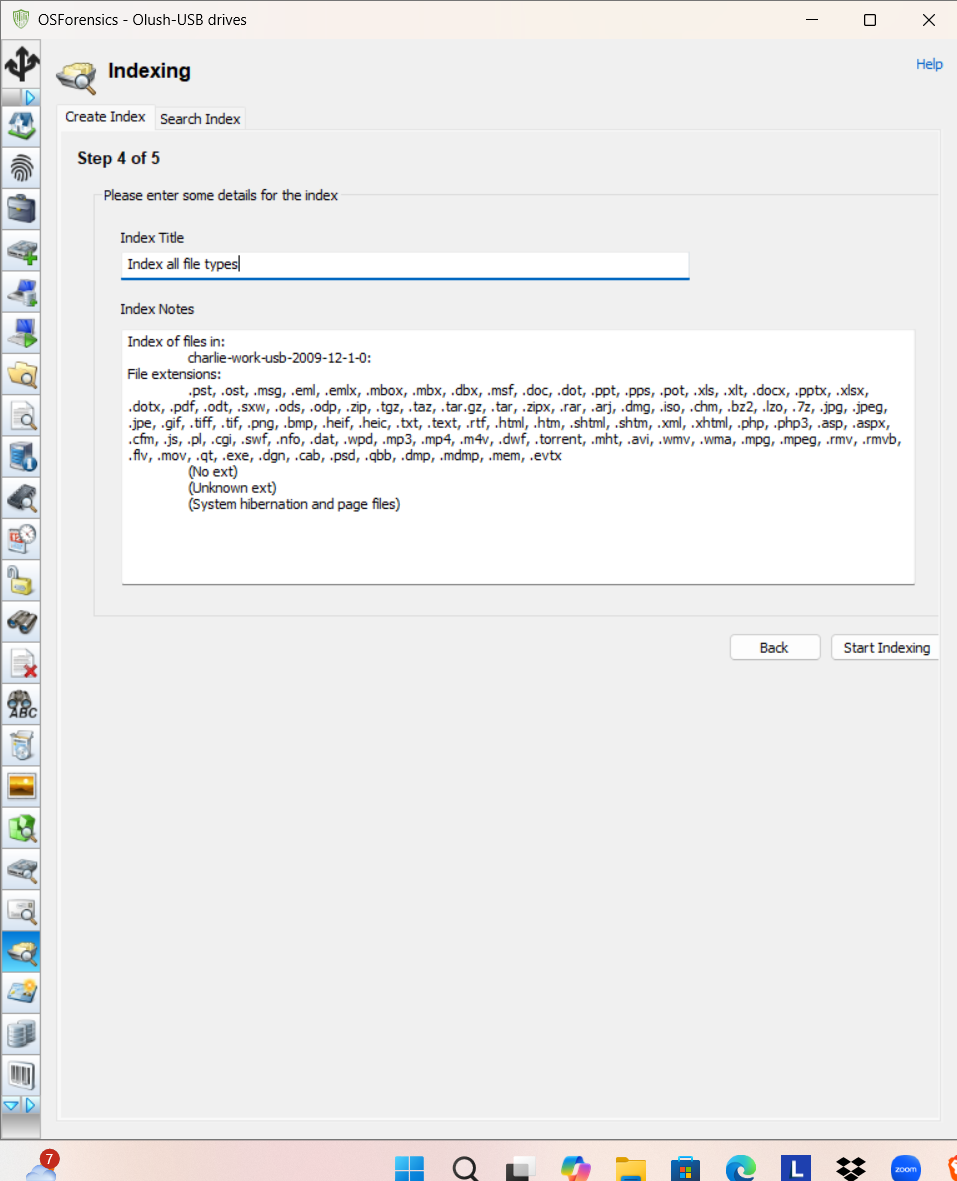 OSForensics - Olush-USB drives
Indexing
Help
Create Index
Search Index
Step 4 of 5
Please enter some details for the index
Index Title
Index all file types
Index Notes
Index of files in:
charlie-work-usb-2009-12-1-0:
File extensions:
.pst, .ost, .msg, .eml, .emlx, .mbox, .mbx, .dbx, .msf, .doc, .dot, .ppt, .pps, .pot, .xls, .xlt, .docx, .pptx, .xlsx,
.dotx, .pdf, .odt, .sxw, .ods, .odp, .zip, .tgz, .taz, .tar.gz, .tar, .zipx, .rar, .arj, .dmg, .iso, .chm, .bz2, .lzo, .7z, .jpg, .jpeg,
.jpe, .gif, .tiff, .tif, .png, .bmp, .heif, .heic, .txt, .text, .rtf, .html, .htm, .shtml, .shtm, .xml, .xhtml, .php, .php3, .asp, .aspx,
.cfm, .js, .pl, .cgi, .swf, .nfo, .dat, .wpd, .mp3, .mp4, .m4v, .dwf, .torrent, .mht, .avi, .wmv, .wma, .mpg, .mpeg, .rmv, .rmvb,
.flv, .mov, .qt, .exe, .dgn, .cab, .psd, .qbb, .dmp, .mdmp, .mem, .evtx
(No ext)
(Unknown ext)
(System hibernation and page files)
Back
Start Indexing
ABC
7
L
zoom